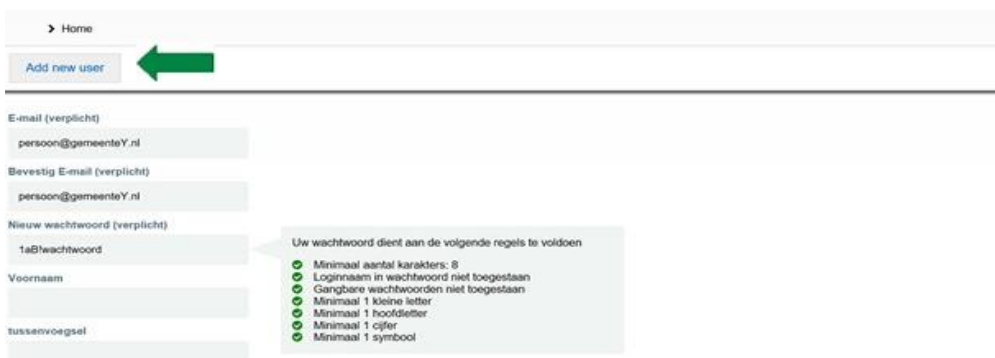 Home
Add new user
E-mail (verplicht)
persoon@gemeenteY.nl
Bevestig E-mail (verplicht)
persoon@gemeenteY.nl
Nieuw wachtwoord (verplicht)
1aB!wachtwoord
Uw wachtwoord dient aan de volgende regels te voldoen
Minimaal aantal karakters: 8
Loginnaam in wachtwoord niet toegestaan
Gangbare wachtwoorden niet toegestaan
Minimaal 1 kleine letter
Minimaal 1 hoofdletter
Minimaal 1 cijfer
Minimaal 1 symbool
Voornaam
tussenvoegsel